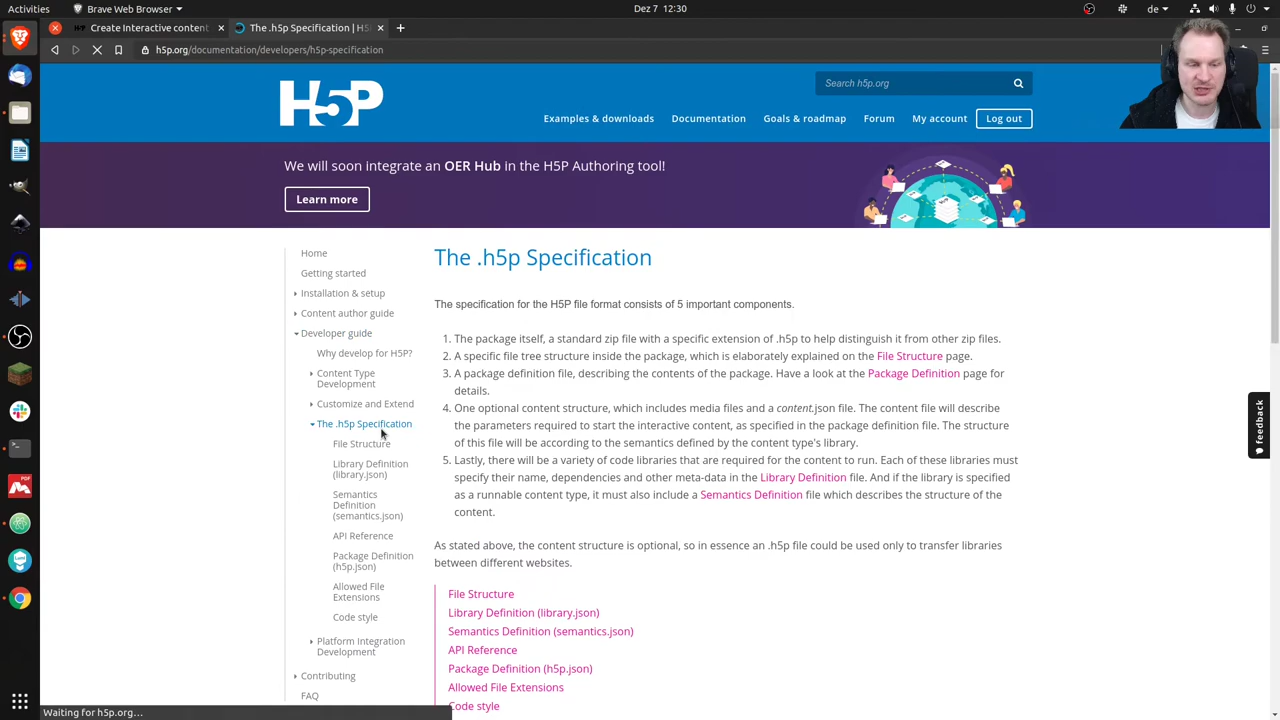 Activities
Brave Web Browser
Dec 7 12:30
Create Interactive content
The .h5p Specification | H5
h5p.org/documentation/developers/h5p-specification
H5P
Search h5p.org
Examples & downloads
Documentation
Goals & roadmap
Forum
My account
Log out
We will soon integrate an OER Hub in the H5P Authoring tool!
Learn more
Home
Getting started
Installation & setup
Content author guide
Developer guide
Why develop for H5P?
Content Type
Development
Customize and Extend
The .h5p Specification
File Structure
Library Definition
(library.json)
Semantics
Definition
(semantics.json)
API Reference
Package Definition
(h5p.json)
Allowed File
Extensions
Code style
Platform Integration
Development
Contributing
FAQ
The .h5p Specification
The specification for the H5P file format consists of 5 important components.
1. The package itself, a standard zip file with a specific extension of .h5p to help distinguish it from other zip files.
2. A specific file tree structure inside the package, which is elaborately explained on the File Structure page.
3. A package definition file, describing the contents of the package. Have a look at the Package Definition page for
details.
4. One optional content structure, which includes media files and a content.json file. The content file will describe
the parameters required to start the interactive content, as specified in the package definition file. The structure
of this file will be according to the semantics defined by the content type's library.
5. Lastly, there will be a variety of code libraries that are required for the content to run. Each of these libraries must
specify their name, dependencies and other meta-data in the Library Definition file. And if the library is specified
as a runnable content type, it must also include a Semantics Definition file which describes the structure of the
content.
As stated above, the content structure is optional, so in essence an .h5p file could be used only to transfer libraries
between different websites.
File Structure
Library Definition (library.json)
Semantics Definition (semantics.json)
API Reference
Package Definition (h5p.json)
Allowed File Extensions
Code style
feedback
Waiting for h5p.org...